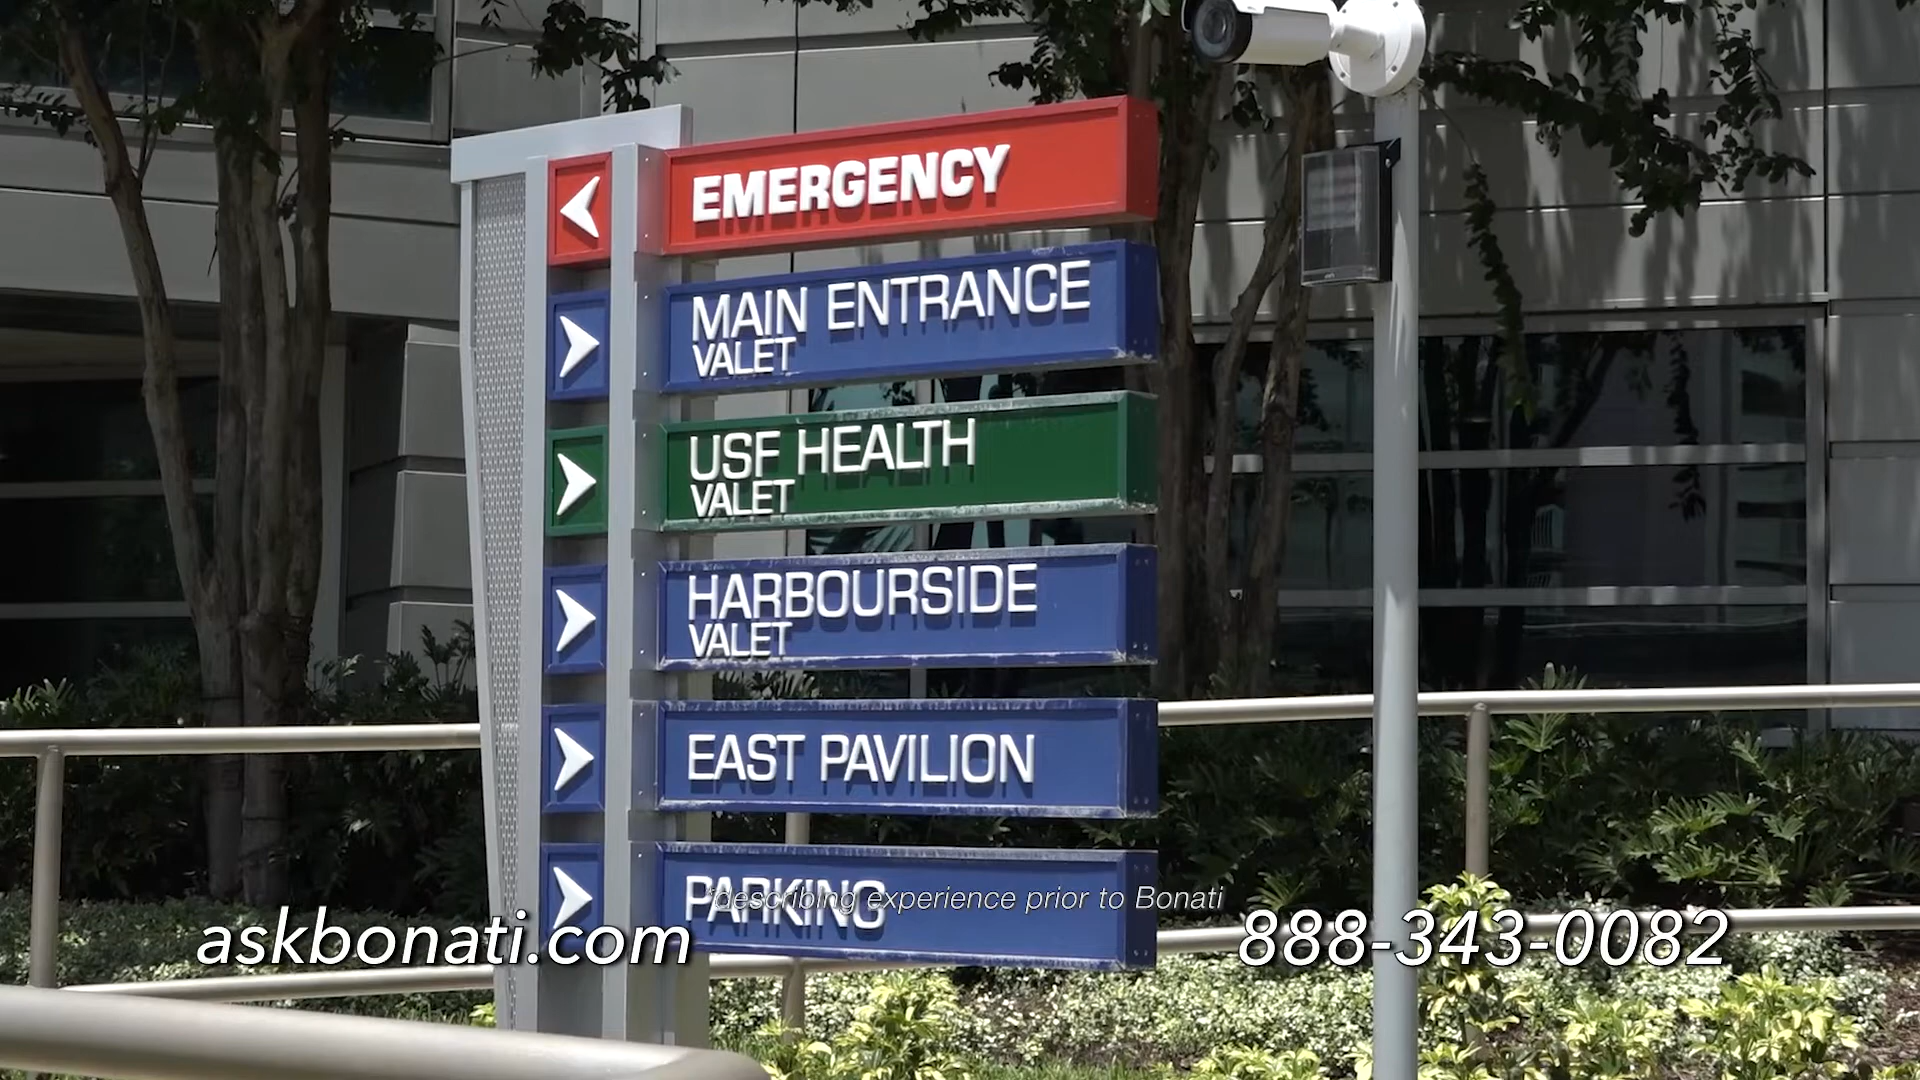 EMERGENCY
MAIN ENTRANCE
VALET
USF HEALTH
VALET
HARBOURSIDE
VALET
EAST PAVILION
PARKING
*describing experience prior to Bonati
askbonati.com
888-343-0082